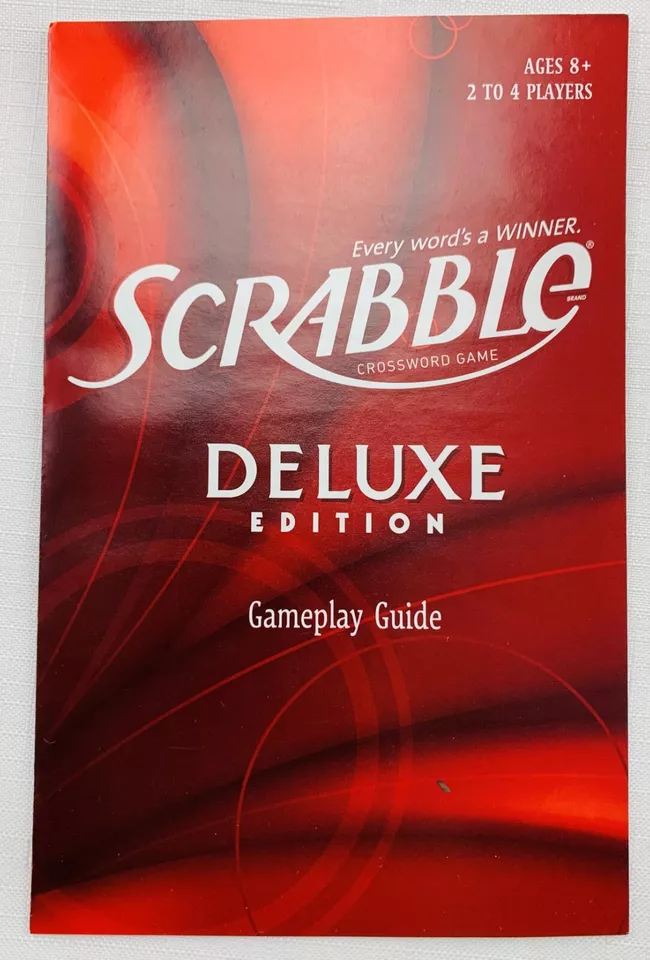 AGES 8+
2 TO 4 PLAYERS
Every word's a WINNER.
SCRABBLE®
BRAND
CROSSWORD GAME
DELUXE
EDITION
Gameplay Guide